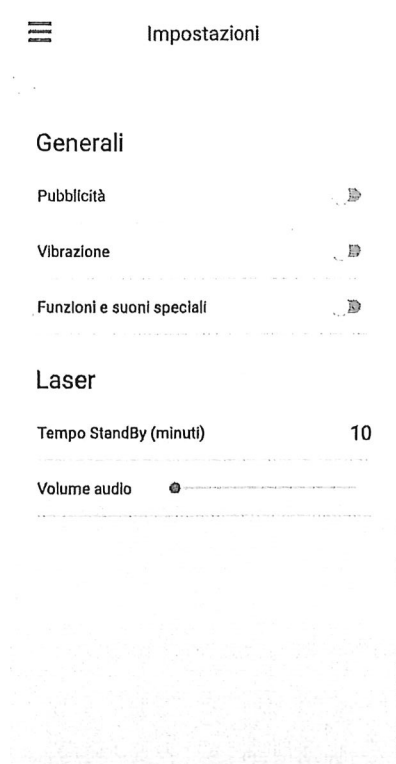 Impostazioni
Generali
Pubblicità
Vibrazione
Funzioni e suoni speciali
Laser
Tempo StandBy (minuti) 10
Volume audio